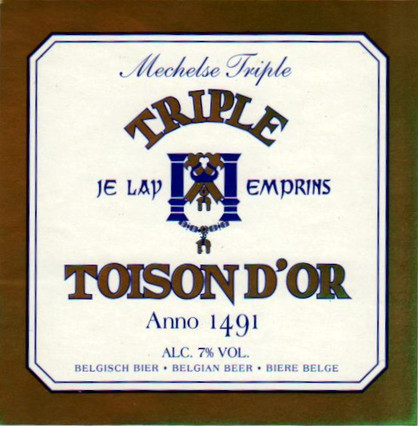 Mechelse Triple
TRIPLE
JE LAY EMPRINS
TOISON D'OR
Anno 1491
ALC. 7% VOL.
BELGISCH BIER • BELGIAN BEER • BIERE BELGE